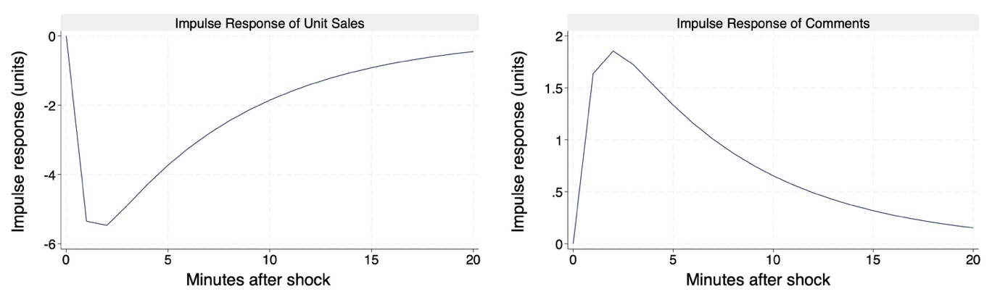 Impulse Response of Unit Sales
Impulse response (units)
0
-2
-4
-6
0 5 10 15 20
Minutes after shock
Impulse Response of Comments
Impulse response (units)
2
1.5
1
.5
0
0 5 10 15 20
Minutes after shock